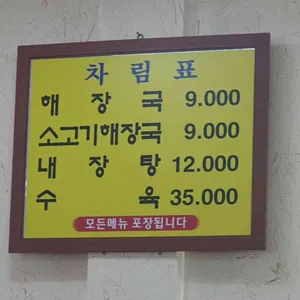 차림표
해장국 9.000
소고기해장국 9.000
내장탕 12.000
수육 35.000
모든메뉴 포장됩니다